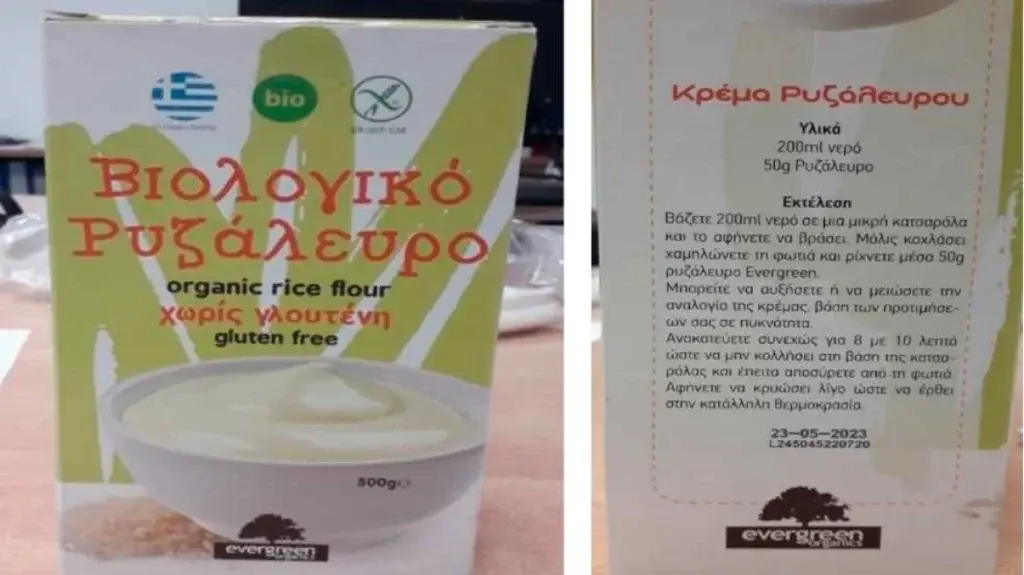 bio
Βιολογικό
Ρυζάλευρο
organic rice flour
χωρίς γλουτένη
gluten free
500g℮
evergreen
organics
Κρέμα Ρυζάλευρου
Υλικά
200ml νερό
50g Ρυζάλευρο
Εκτέλεση
Βάζετε 200ml νερό σε μια μικρή κατσαρόλα
και το αφήνετε να βράσει. Μόλις κοχλάσει
χαμηλώνετε τη φωτιά και ρίχνετε μέσα 50g
ρυζάλευρο Evergreen.
Μπορείτε να αυξήσετε ή να μειώσετε την
αναλογία της κρέμας, βάση των προτιμήσε-
ων σας σε πυκνότητα.
Ανακατεύετε συνεχώς για 8 με 10 λεπτά
ώστε να μην κολλήσει στη βάση της κατσα-
ρόλας και έπειτα αποσύρετε από τη φωτιά.
Αφήνετε να κρυώσει λίγο ώστε να έρθει
στην κατάλληλη θερμοκρασία.
23-05-2023
L245045220720
evergreen
organics